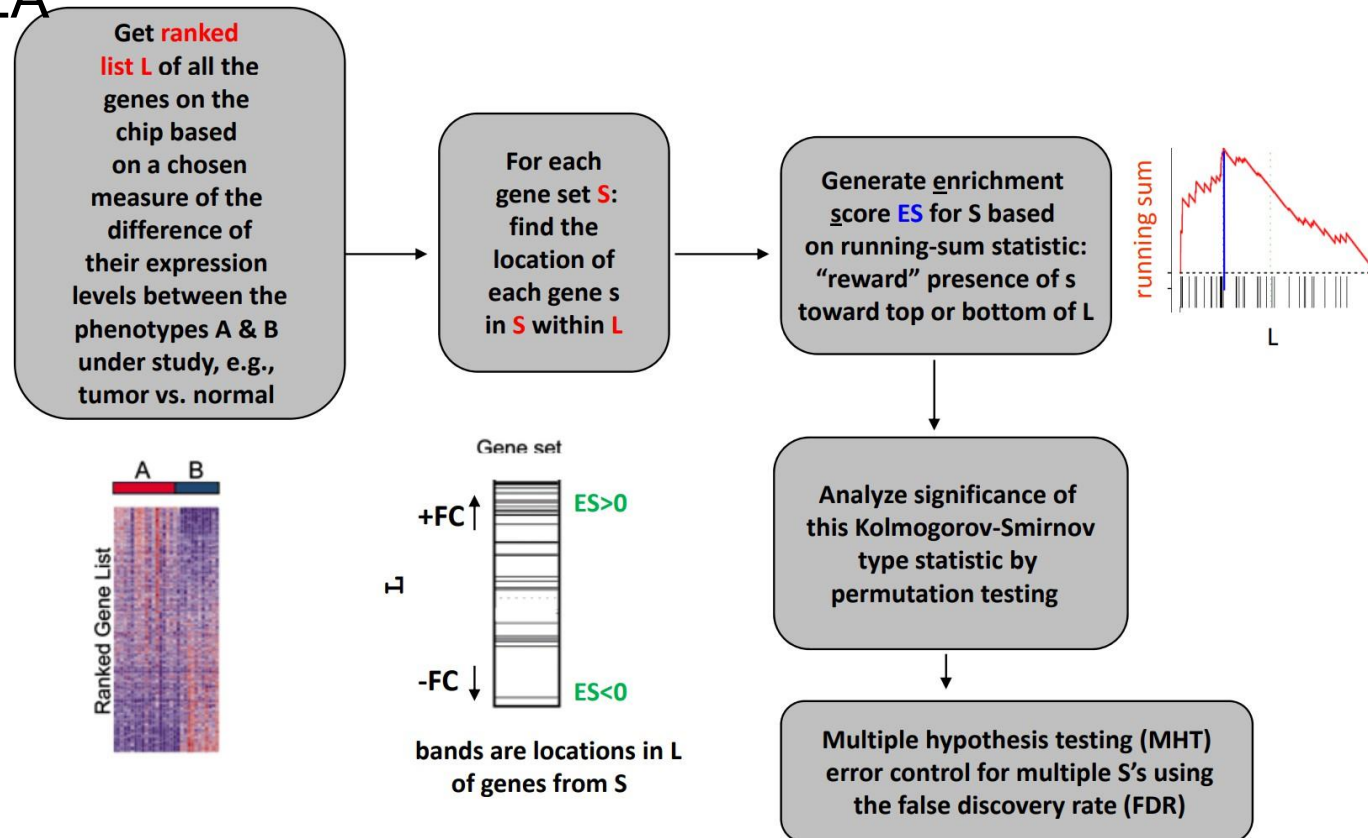 Get ranked
list L of all the
genes on the
chip based
on a chosen
measure of the
difference of
their expression
levels between the
phenotypes A & B
under study, e.g.,
tumor vs. normal
For each
gene set S:
find the
location of
each gene s
in S within L
Generate enrichment
score ES for S based
on running-sum statistic:
“reward” presence of s
toward top or bottom of L
running sum
L
A B
Ranked Gene List
Gene set
+FC
ES>0
L
-FC
ES<0
bands are locations in L
of genes from S
Analyze significance of
this Kolmogorov-Smirnov
type statistic by
permutation testing
Multiple hypothesis testing (MHT)
error control for multiple S’s using
the false discovery rate (FDR)